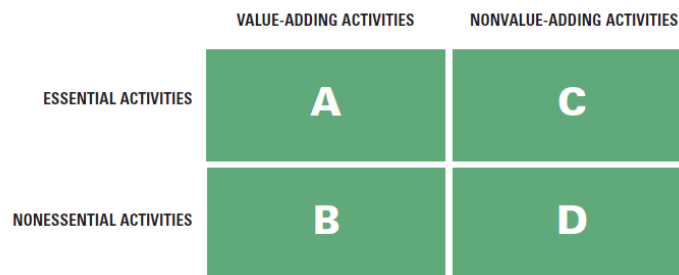 VALUE-ADDING ACTIVITIES NONVALUE-ADDING ACTIVITIES
ESSENTIAL ACTIVITIES A C
NONESSENTIAL ACTIVITIES B D